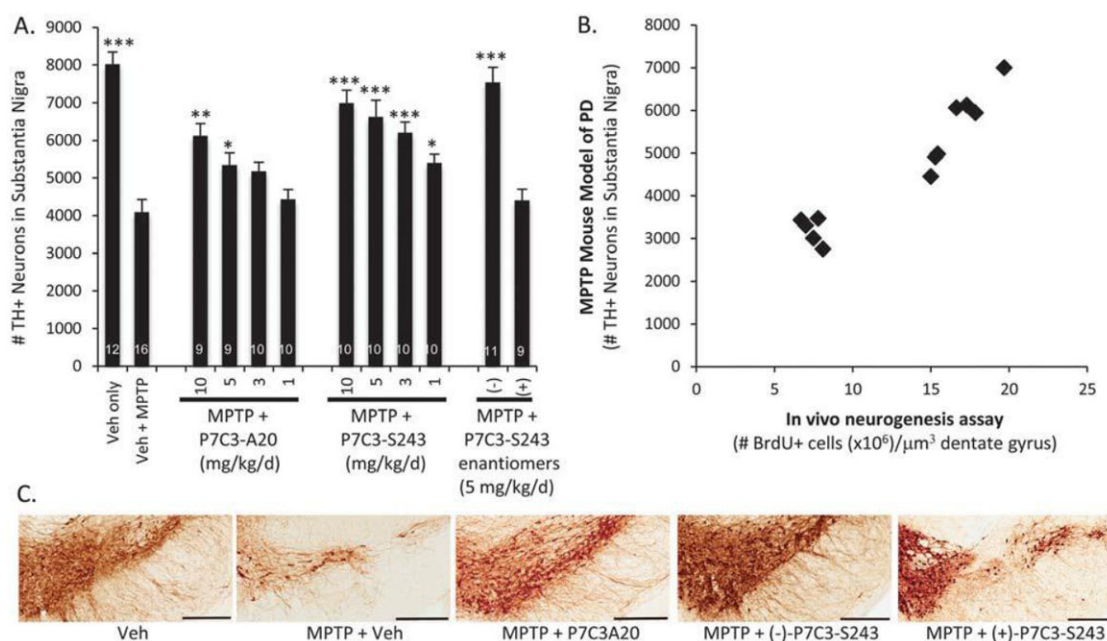 A.
9000
8000
7000
6000
5000
4000
3000
2000
1000
0
# TH+ Neurons in Substantia Nigra
***
** * 
*** *** *** *
***
12 16 9 9 10 10 10 10 10 10 11 9
Veh only
Veh + MPTP
10 5 3 1
MPTP +
P7C3-A20
(mg/kg/d)
10 5 3 1
MPTP +
P7C3-S243
(mg/kg/d)
(-) (+)
MPTP +
P7C3-S243
enantiomers
(5 mg/kg/d)
B.
MPTP Mouse Model of PD
(# TH+ Neurons in Substantia Nigra)
8000
7000
6000
5000
4000
3000
2000
1000
0
0 5 10 15 20 25
In vivo neurogenesis assay
(# BrdU+ cells (x10⁶)/μm³ dentate gyrus)
C.
Veh
MPTP + Veh
MPTP + P7C3A20
MPTP + (-)-P7C3-S243
MPTP + (+)-P7C3-S243